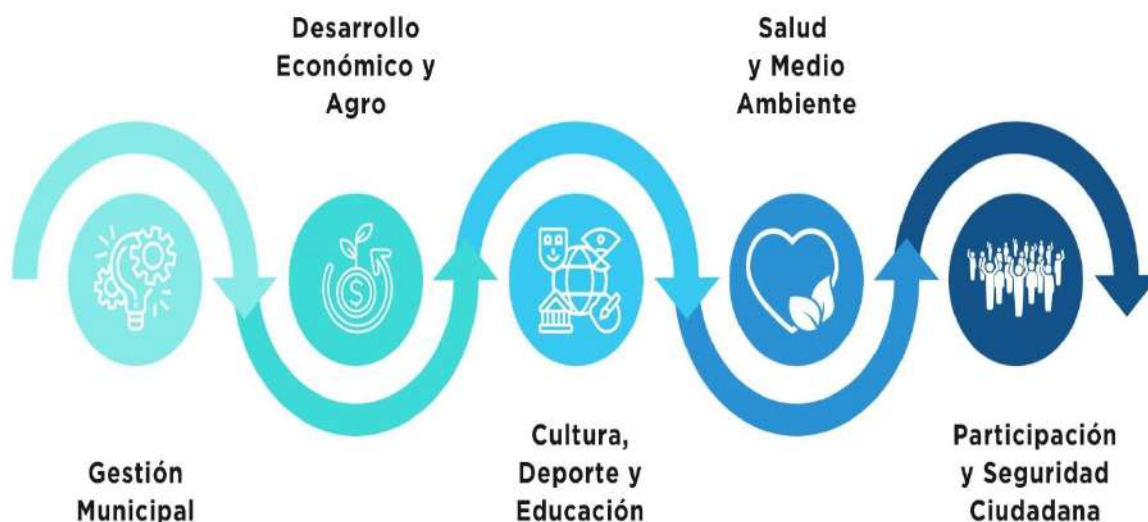 Desarrollo
Económico y
Agro
Salud
y Medio
Ambiente
$
Gestión
Municipal
Cultura,
Deporte y
Educación
Participación
y Seguridad
Ciudadana